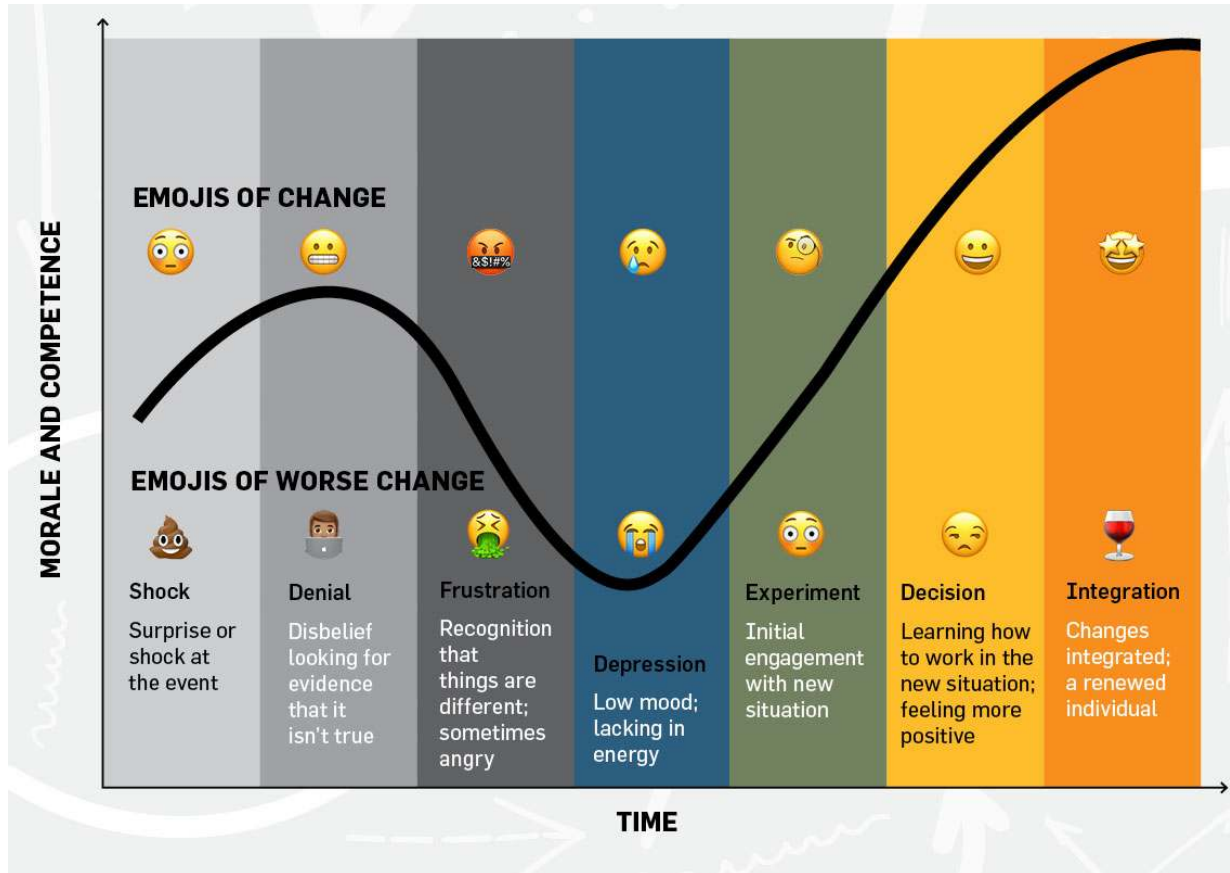 EMOJIS OF CHANGE
&$!#%
MORALE AND COMPETENCE
EMOJIS OF WORSE CHANGE
Shock
Surprise or
shock at
the event
Denial
Disbelief
looking for
evidence
that it
isn't true
Frustration
Recognition
that
things are
different;
sometimes
angry
Depression
Low mood;
lacking in
energy
Experiment
Initial
engagement
with new
situation
Decision
Learning how
to work in the
new situation;
feeling more
positive
Integration
Changes
integrated;
a renewed
individual
TIME